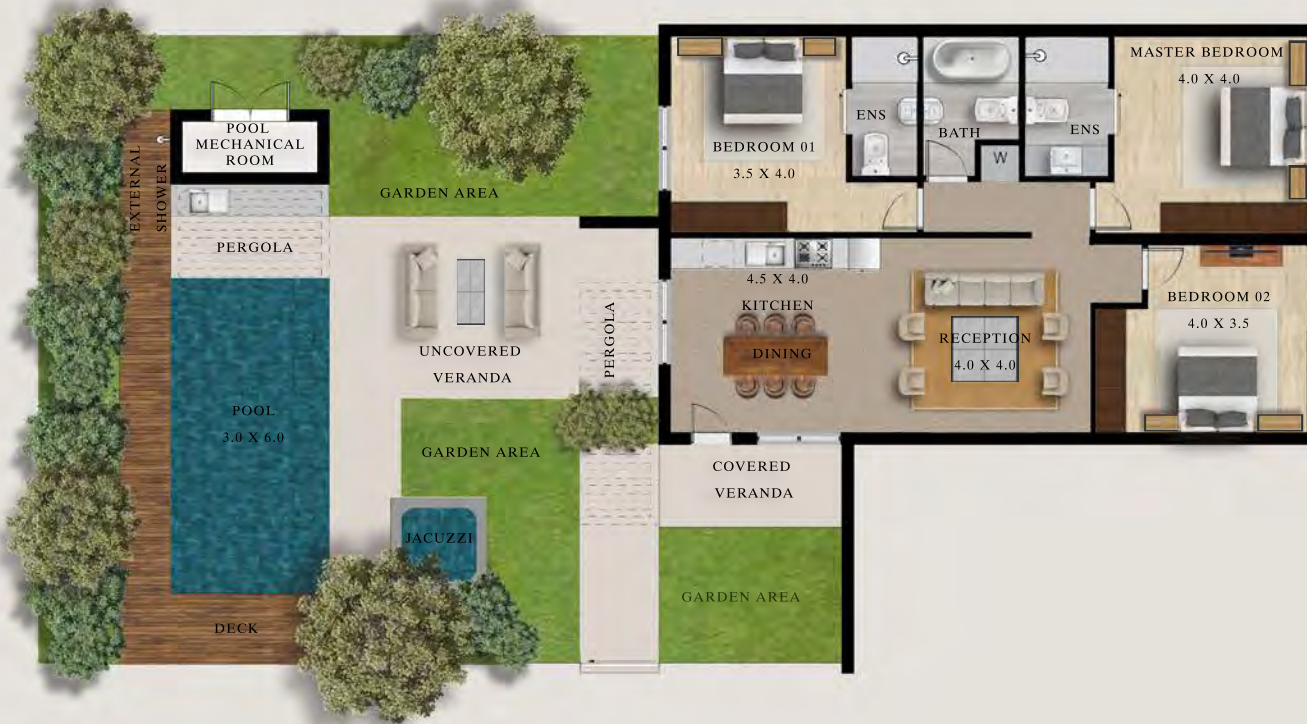 POOL
MECHANICAL
ROOM
EXTERNAL
SHOWER
PERGOLA
GARDEN AREA
UNCOVERED
VERANDA
PERGOLA
POOL
3.0 X 6.0
GARDEN AREA
JACUZZI
DECK
BEDROOM 01
3.5 X 4.0
ENS
BATH
W
ENS
MASTER BEDROOM
4.0 X 4.0
4.5 X 4.0
KITCHEN
DINING
RECEPTION
4.0 X 4.0
BEDROOM 02
4.0 X 3.5
COVERED
VERANDA
GARDEN AREA